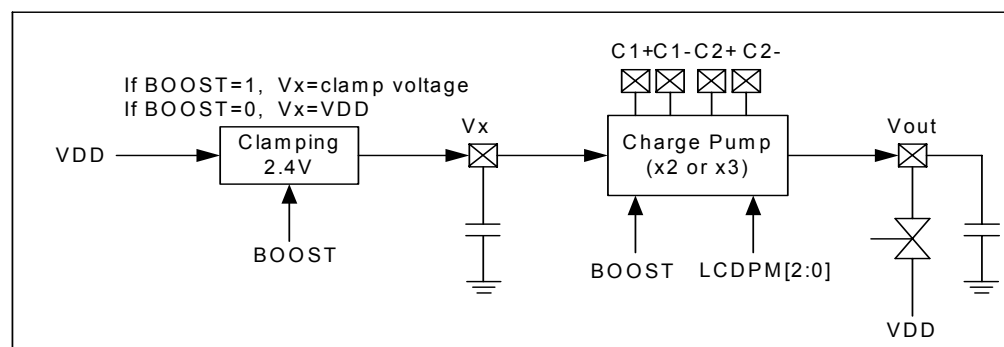 C1+ C1- C2+ C2-
If BOOST=1, Vx=clamp voltage
If BOOST=0, Vx=VDD
VDD
Clamping
2.4V
Vx
Charge Pump
(x2 or x3)
Vout
BOOST
BOOST
LCDPM[2:0]
VDD